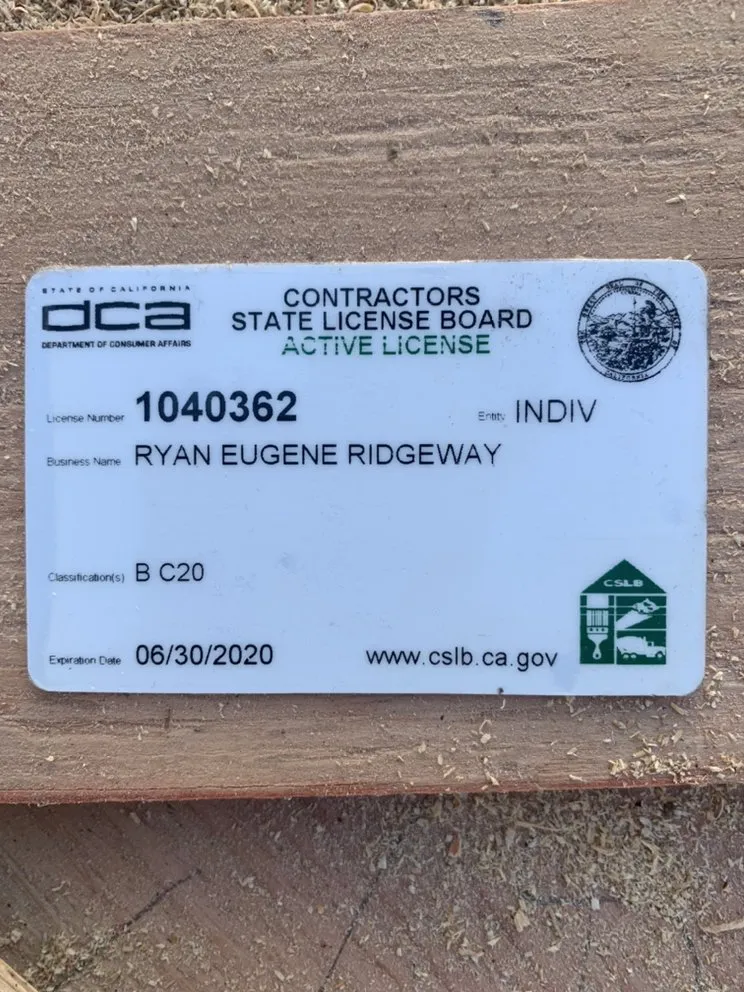 STATE OF CALIFORNIA
dca
DEPARTMENT OF CONSUMER AFFAIRS
CONTRACTORS
STATE LICENSE BOARD
ACTIVE LICENSE
License Number 1040362
Entity INDIV
Business Name RYAN EUGENE RIDGEWAY
Classification(s) B C20
CSLB
Expiration Date 06/30/2020
www.cslb.ca.gov